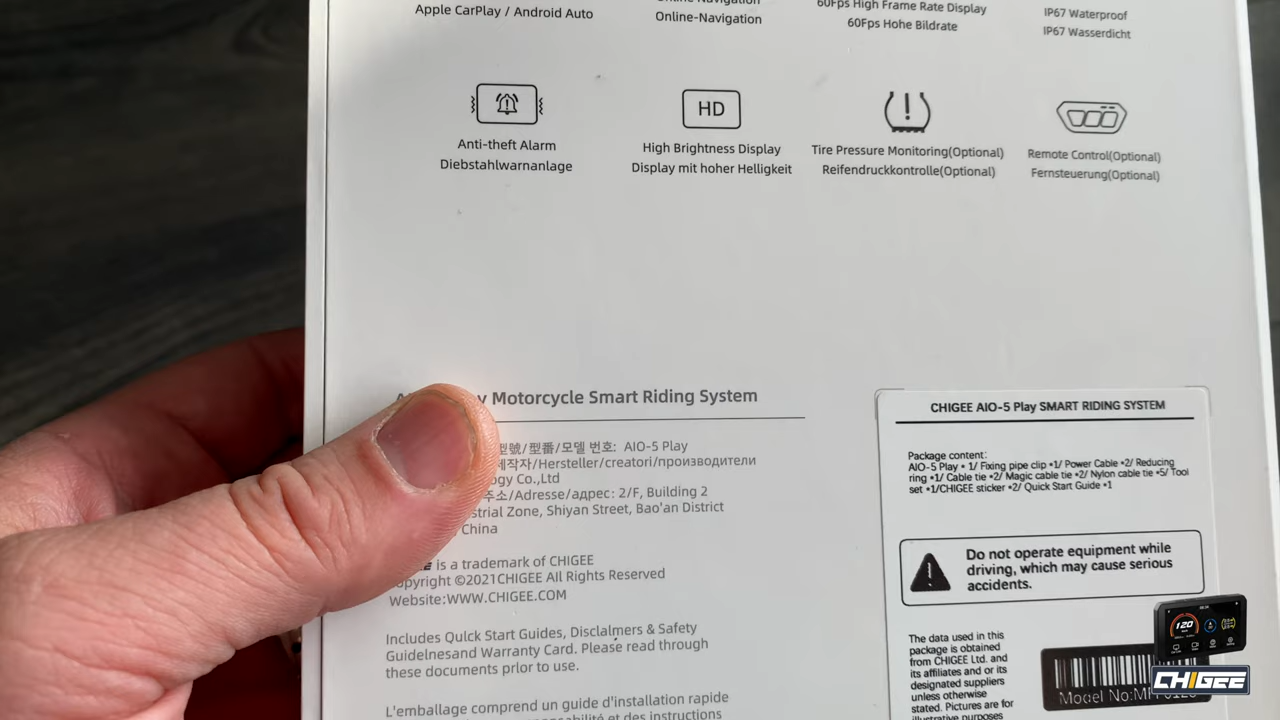 Apple CarPlay / Android Auto
Online-Navigation
60Fps High Frame Rate Display
60Fps Hohe Bildrate
IP67 Waterproof
IP67 Wasserdicht
HD
Anti-theft Alarm
Diebstahlwarnanlage
High Brightness Display
Display mit hoher Helligkeit
Tire Pressure Monitoring(Optional)
Reifendruckkontrolle(Optional)
Remote Control(Optional)
Fernsteuerung(Optional)
Motorcycle Smart Riding System
型號/型番/모델 번호: AIO-5 Play
제작자/Hersteller/creatori/производители
Co.,Ltd
주소/Adresse/адрес: 2/F, Building 2
Zone, Shiyan Street, Bao'an District
China
is a trademark of CHIGEE
©2021CHIGEE All Rights Reserved
Website:WWW.CHIGEE.COM
Includes Quick Start Guides, Disclalmers & Safety
Guidelnesand Warranty Card. Please read through
these documents prior to use.
L'emballage comprend un guide d'installation rapide
et des instructions
CHIGEE AIO-5 Play SMART RIDING SYSTEM
Package content:
AIO-5 Play *1/ Fixing pipe clip *1/ Power Cable *2/ Reducing
ring *1/ Cable tie *2/ Magic cable tie *2/ Nylon cable tie *5/ Tool
set *1/CHIGEE sticker *2/ Quick Start Guide *1
Do not operate equipment while
driving, which may cause serious
accidents.
The data used in this
package is obtained
from CHIGEE Ltd. and
its affiliates and or its
designated suppliers
unless otherwise
stated. Pictures are for
illustrative purposes
Model No:
120
CHIGEE